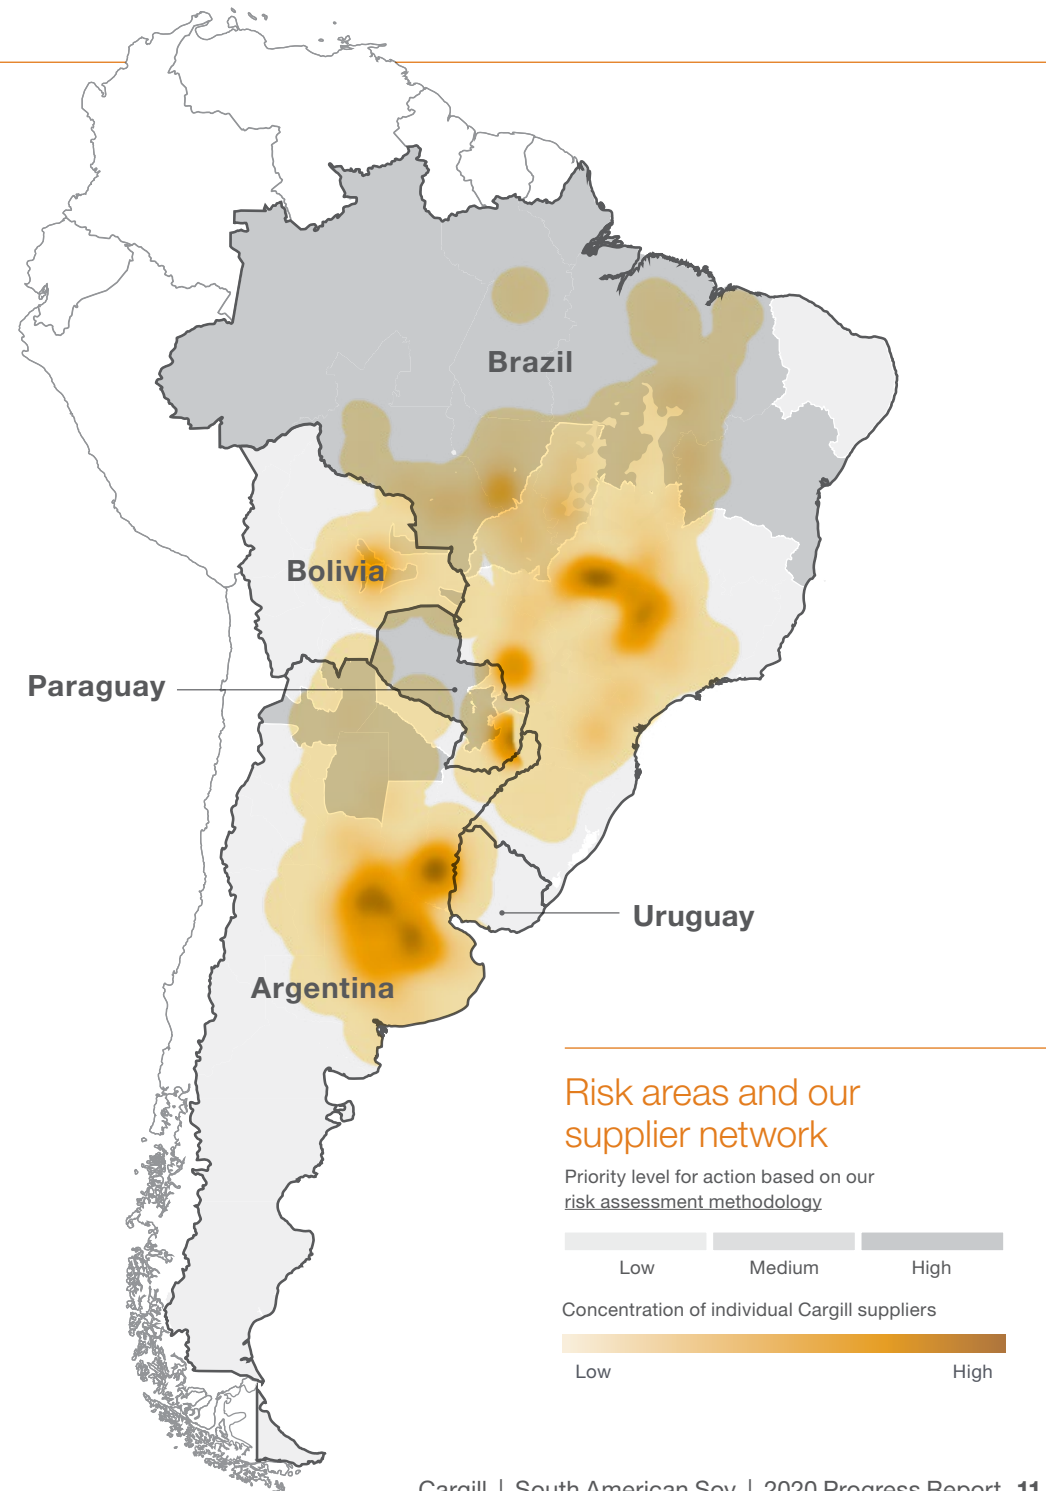 Brazil
Bolivia
Paraguay
Uruguay
Argentina
Risk areas and our
supplier network
Priority level for action based on our
risk assessment methodology
Low Medium High
Concentration of individual Cargill suppliers
Low High
Cargill | South American Soy | 2020 Progress Report 11